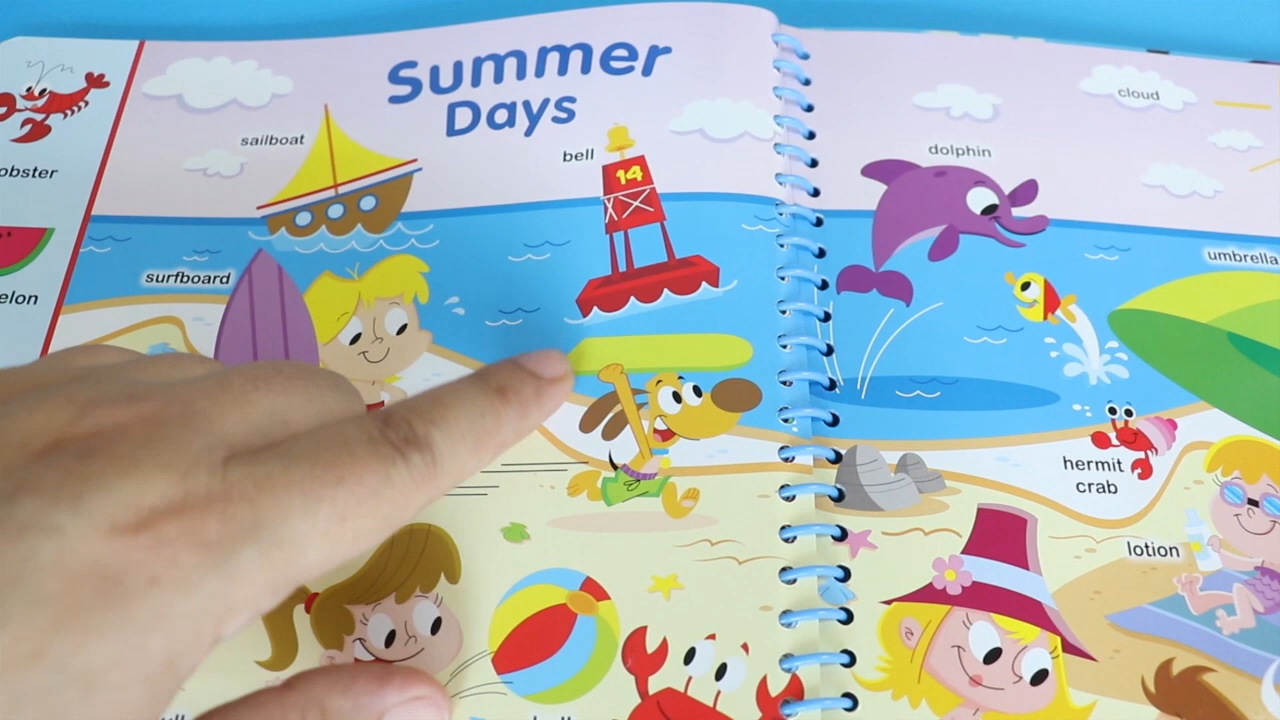 Summer
Days
sailboat
bell
14
surfboard
obster
elon
cloud
dolphin
umbrella
hermit
crab
lotion